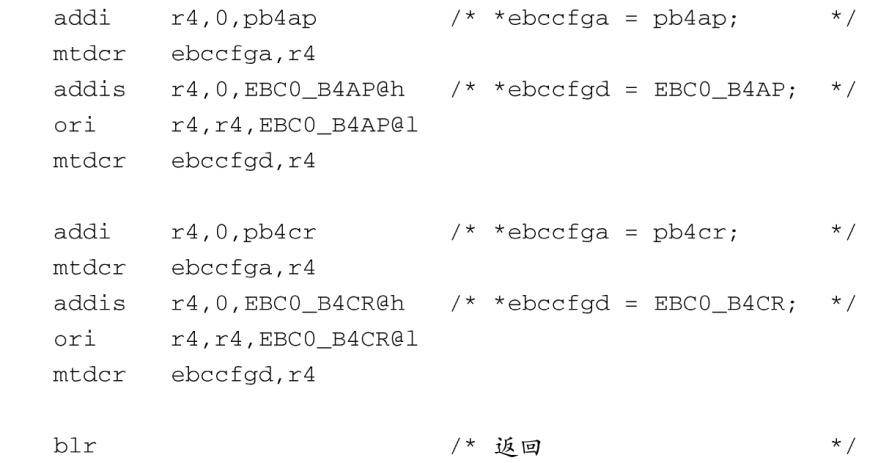 addi    r4,0,pb4ap          /* *ebccfga = pb4ap;      */
mtdcr   ebccfga,r4
addis   r4,0,EBC0_B4AP@h    /* *ebccfgd = EBC0_B4AP;  */
ori     r4,r4,EBC0_B4AP@l
mtdcr   ebccfgd,r4

addi    r4,0,pb4cr          /* *ebccfga = pb4cr;      */
mtdcr   ebccfga,r4
addis   r4,0,EBC0_B4CR@h    /* *ebccfgd = EBC0_B4CR;  */
ori     r4,r4,EBC0_B4CR@l
mtdcr   ebccfgd,r4

blr                         /* 返回                   */